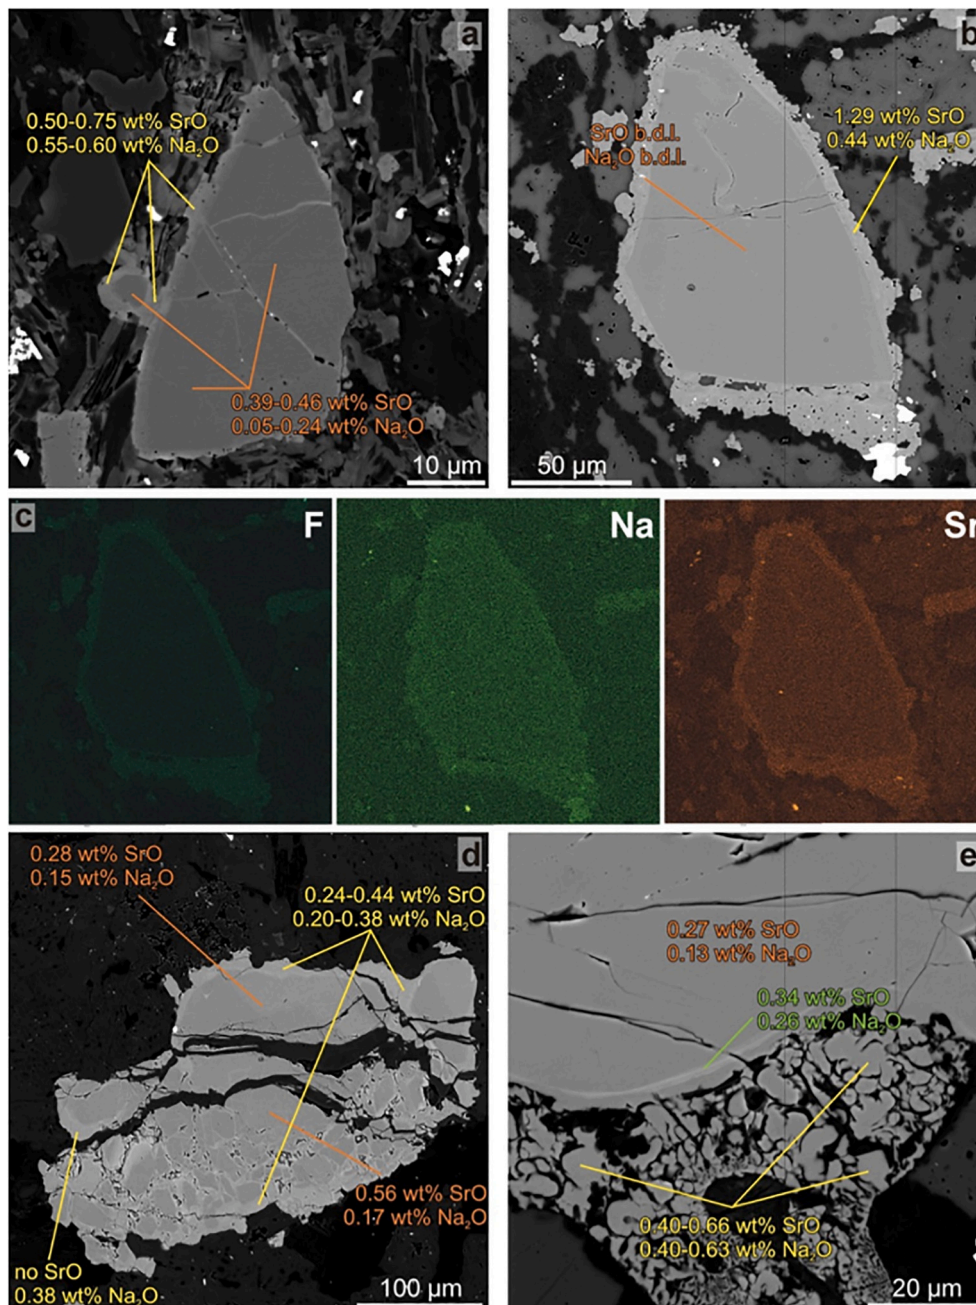 a
0.50-0.75 wt% SrO
0.55-0.60 wt% Na₂O
0.39-0.46 wt% SrO
0.05-0.24 wt% Na₂O
10 µm
b
SrO b.d.l.
Na₂O b.d.l.
1.29 wt% SrO
0.44 wt% Na₂O
50 µm
c
F
Na
Sr
d
0.28 wt% SrO
0.15 wt% Na₂O
0.24-0.44 wt% SrO
0.20-0.38 wt% Na₂O
0.56 wt% SrO
0.17 wt% Na₂O
no SrO
0.38 wt% Na₂O
100 µm
e
0.27 wt% SrO
0.13 wt% Na₂O
0.34 wt% SrO
0.26 wt% Na₂O
0.40-0.66 wt% SrO
0.40-0.63 wt% Na₂O
20 µm